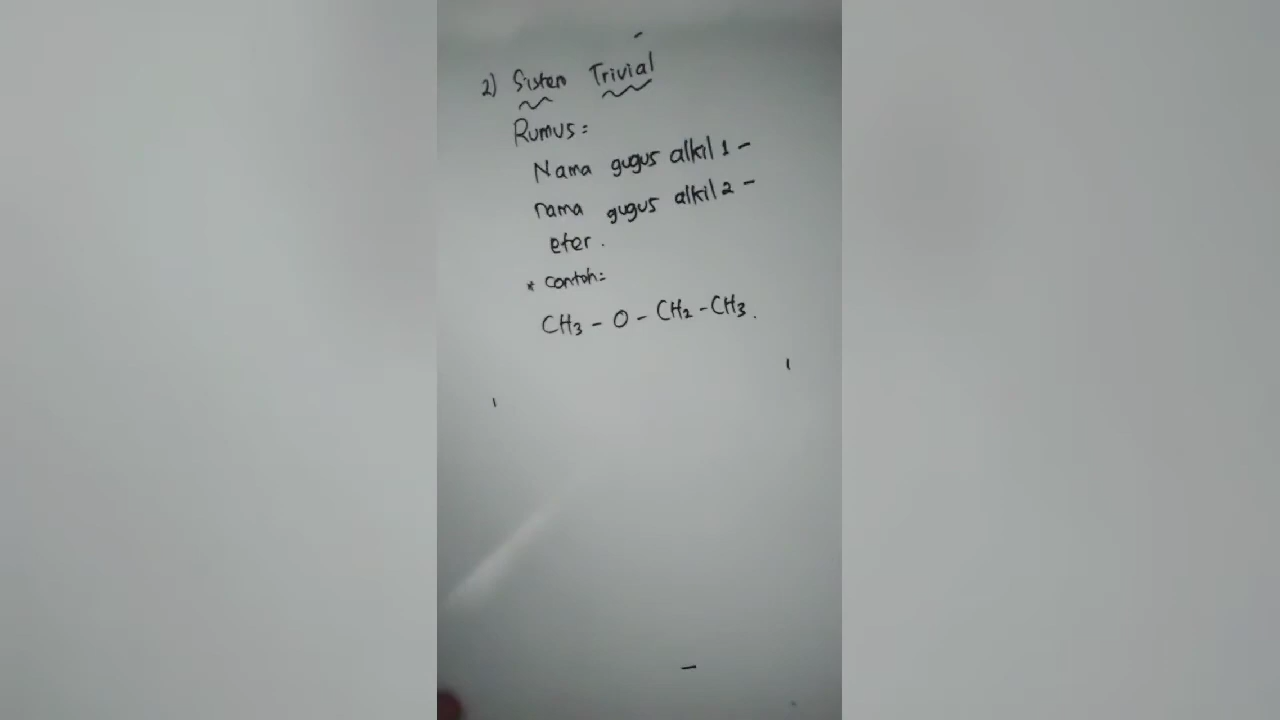 2) Sistem Trivial
Rumus:
Nama gugus alkil 1 -
nama gugus alkil 2 -
eter.
* Contoh:
CH₃ - O - CH₂ - CH₃.